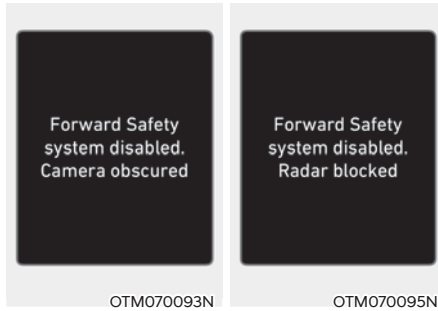 Forward Safety
system disabled.
Camera obscured
OTM070093N
Forward Safety
system disabled.
Radar blocked
OTM070095N